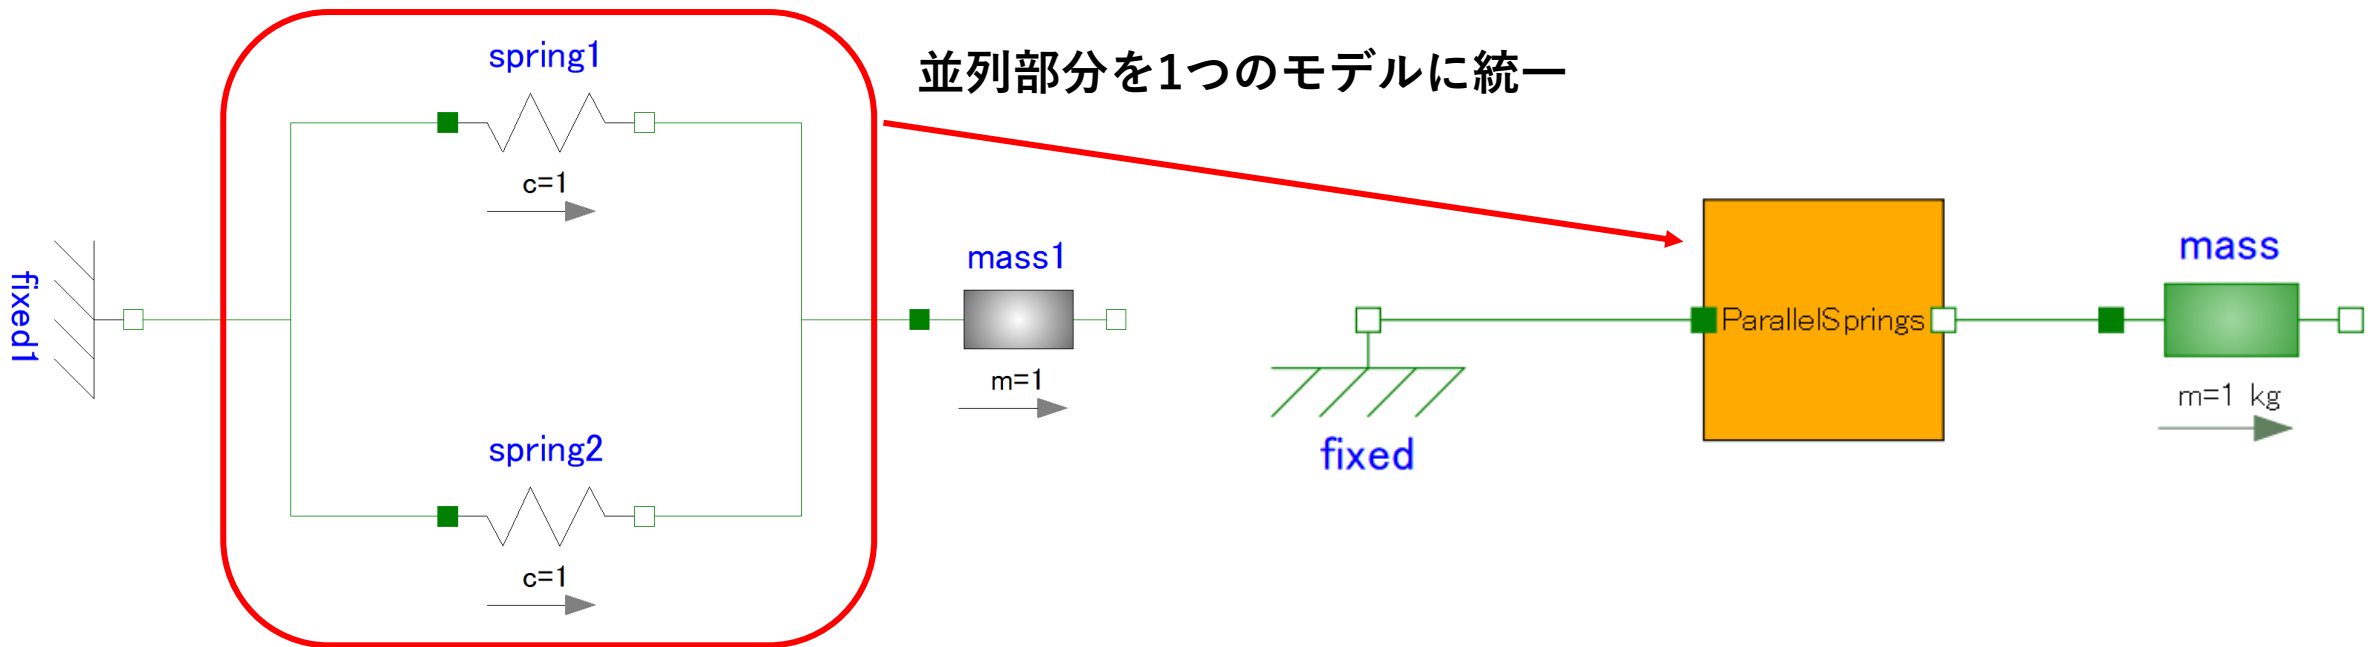 spring1
並列部分を1つのモデルに統一
c=1
fixed1
mass1
m=1
spring2
c=1
ParallelSprings
mass
m=1 kg
fixed